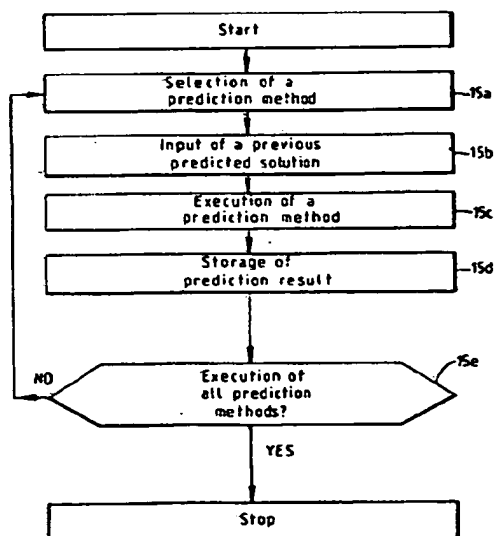 Start
Selection of a
prediction method
15a
Input of a previous
predicted solution
15b
Execution of a
prediction method
15c
Storage of
prediction result
15d
15e
Execution of
all prediction
methods?
NO
YES
Stop